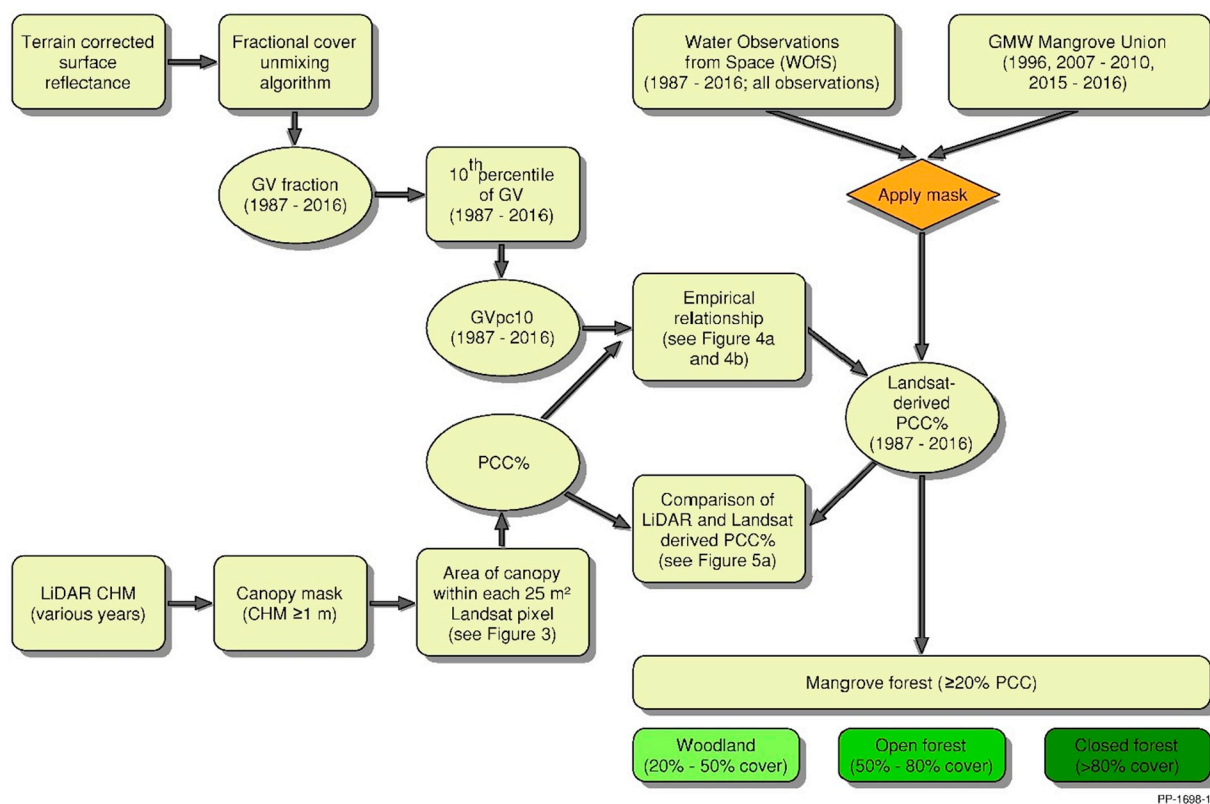 Terrain corrected
surface
reflectance
Fractional cover
unmixing
algorithm
Water Observations
from Space (WOfS)
(1987 - 2016; all observations)
GMW Mangrove Union
(1996, 2007 - 2010,
2015 - 2016)
GV fraction
(1987 - 2016)
10th percentile
of GV
(1987 - 2016)
Apply mask
GVpc10
(1987 - 2016)
Empirical
relationship
(see Figure 4a
and 4b)
Landsat-
derived
PCC%
(1987 - 2016)
PCC%
Comparison of
LiDAR and Landsat
derived PCC%
(see Figure 5a)
LiDAR CHM
(various years)
Canopy mask
(CHM ≥1 m)
Area of canopy
within each 25 m²
Landsat pixel
(see Figure 3)
Mangrove forest (≥20% PCC)
Woodland
(20% - 50% cover)
Open forest
(50% - 80% cover)
Closed forest
(>80% cover)
PP-1698-1